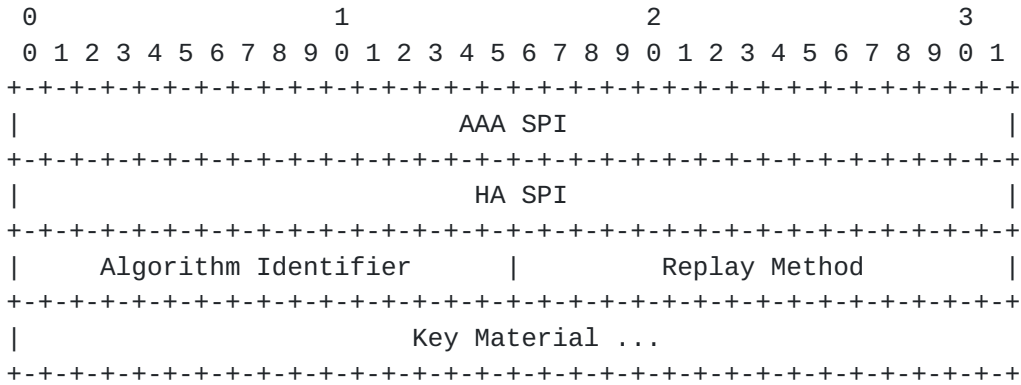 0                   1                   2                   3
 0 1 2 3 4 5 6 7 8 9 0 1 2 3 4 5 6 7 8 9 0 1 2 3 4 5 6 7 8 9 0 1
+-+-+-+-+-+-+-+-+-+-+-+-+-+-+-+-+-+-+-+-+-+-+-+-+-+-+-+-+-+-+-+-+
|                            AAA SPI                            |
+-+-+-+-+-+-+-+-+-+-+-+-+-+-+-+-+-+-+-+-+-+-+-+-+-+-+-+-+-+-+-+-+
|                             HA SPI                            |
+-+-+-+-+-+-+-+-+-+-+-+-+-+-+-+-+-+-+-+-+-+-+-+-+-+-+-+-+-+-+-+-+
|     Algorithm Identifier      |         Replay Method         |
+-+-+-+-+-+-+-+-+-+-+-+-+-+-+-+-+-+-+-+-+-+-+-+-+-+-+-+-+-+-+-+-+
|                         Key Material ...
+-+-+-+-+-+-+-+-+-+-+-+-+-+-+-+-+-+-+-+-+-+-+-+-+-+-+-+-+-+-+-+-+